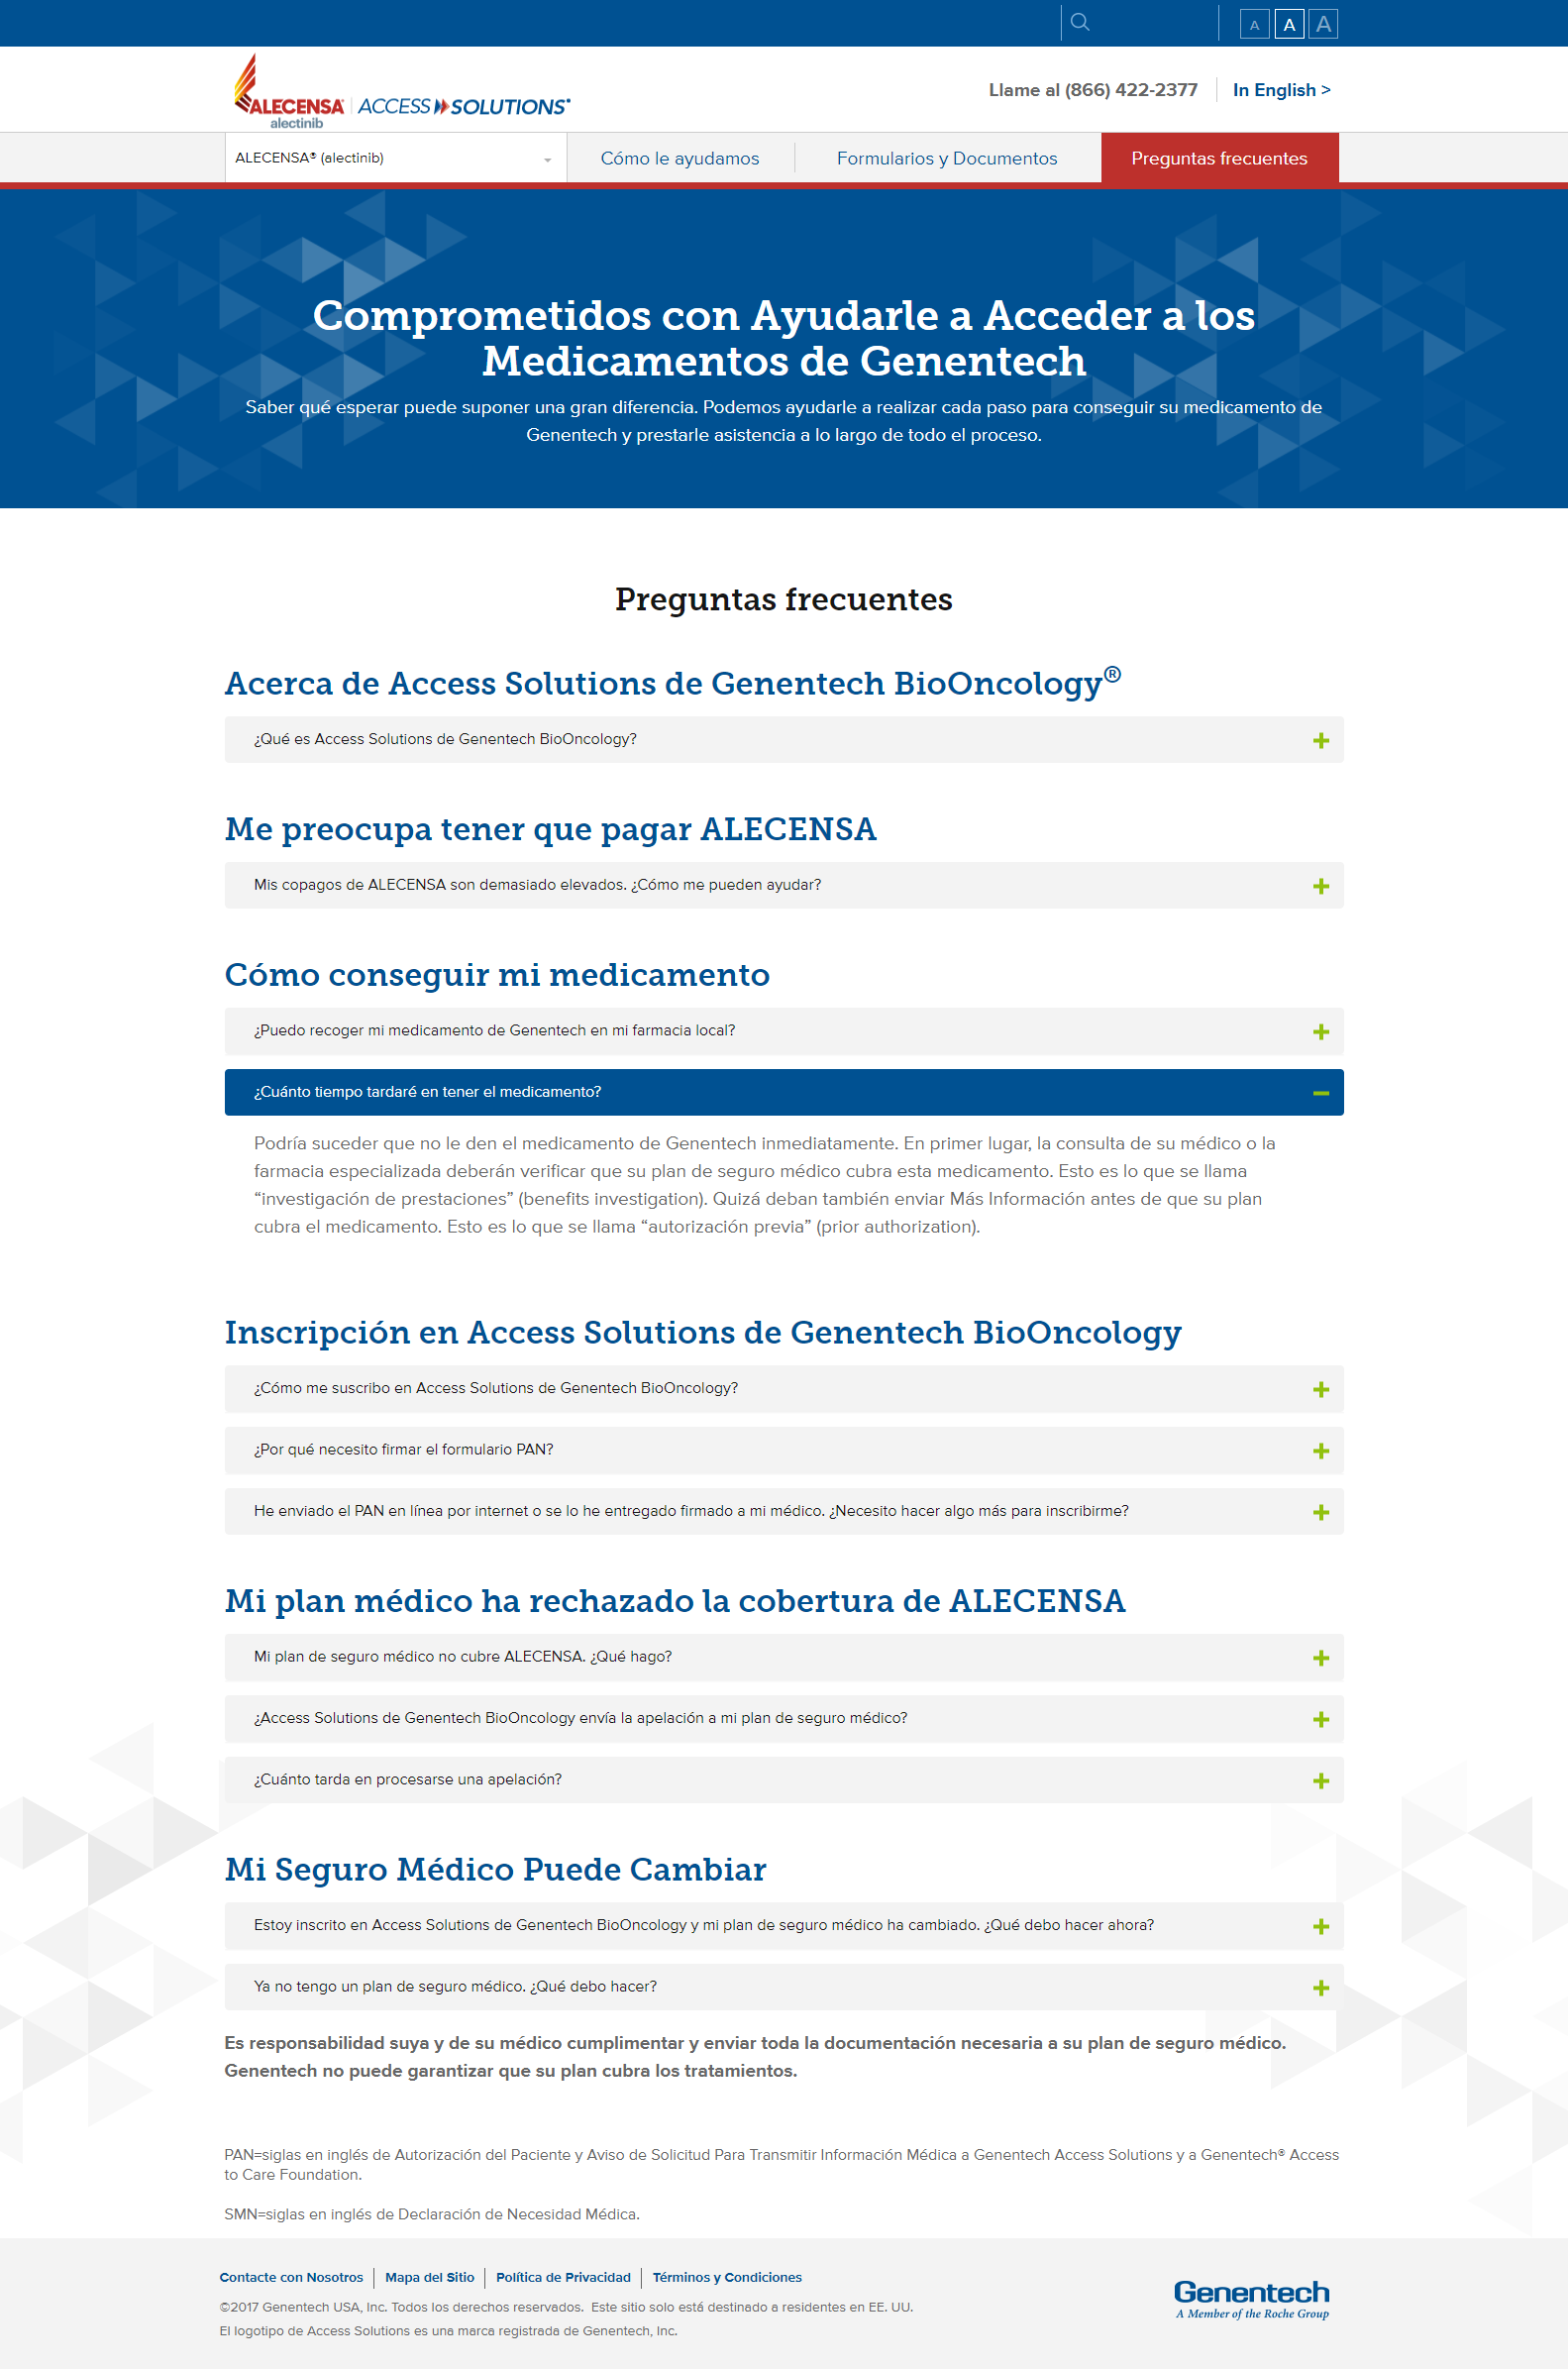 A A A
ALECENSA
alectinib
ACCESS SOLUTIONS®
Llame al (866) 422-2377
In English >
ALECENSA® (alectinib)
Cómo le ayudamos
Formularios y Documentos
Preguntas frecuentes
Comprometidos con Ayudarle a Acceder a los
Medicamentos de Genentech
Saber qué esperar puede suponer una gran diferencia. Podemos ayudarle a realizar cada paso para conseguir su medicamento de
Genentech y prestarle asistencia a lo largo de todo el proceso.
Preguntas frecuentes
Acerca de Access Solutions de Genentech BioOncology®
¿Qué es Access Solutions de Genentech BioOncology?
Me preocupa tener que pagar ALECENSA
Mis copagos de ALECENSA son demasiado elevados. ¿Cómo me pueden ayudar?
Cómo conseguir mi medicamento
¿Puedo recoger mi medicamento de Genentech en mi farmacia local?
¿Cuánto tiempo tardaré en tener el medicamento?
Podría suceder que no le den el medicamento de Genentech inmediatamente. En primer lugar, la consulta de su médico o la
farmacia especializada deberán verificar que su plan de seguro médico cubra esta medicamento. Esto es lo que se llama
“investigación de prestaciones” (benefits investigation). Quizá deban también enviar Más Información antes de que su plan
cubra el medicamento. Esto es lo que se llama “autorización previa” (prior authorization).
Inscripción en Access Solutions de Genentech BioOncology
¿Cómo me suscribo en Access Solutions de Genentech BioOncology?
¿Por qué necesito firmar el formulario PAN?
He enviado el PAN en línea por internet o se lo he entregado firmado a mi médico. ¿Necesito hacer algo más para inscribirme?
Mi plan médico ha rechazado la cobertura de ALECENSA
Mi plan de seguro médico no cubre ALECENSA. ¿Qué hago?
¿Access Solutions de Genentech BioOncology envía la apelación a mi plan de seguro médico?
¿Cuánto tarda en procesarse una apelación?
Mi Seguro Médico Puede Cambiar
Estoy inscrito en Access Solutions de Genentech BioOncology y mi plan de seguro médico ha cambiado. ¿Qué debo hacer ahora?
Ya no tengo un plan de seguro médico. ¿Qué debo hacer?
Es responsabilidad suya y de su médico cumplimentar y enviar toda la documentación necesaria a su plan de seguro médico.
Genentech no puede garantizar que su plan cubra los tratamientos.
PAN=siglas en inglés de Autorización del Paciente y Aviso de Solicitud Para Transmitir Información Médica a Genentech Access Solutions y a Genentech® Access
to Care Foundation.
SMN=siglas en inglés de Declaración de Necesidad Médica.
Contacte con Nosotros
Mapa del Sitio
Política de Privacidad
Términos y Condiciones
©2017 Genentech USA, Inc. Todos los derechos reservados. Este sitio solo está destinado a residentes en EE. UU.
El logotipo de Access Solutions es una marca registrada de Genentech, Inc.
Genentech
A Member of the Roche Group